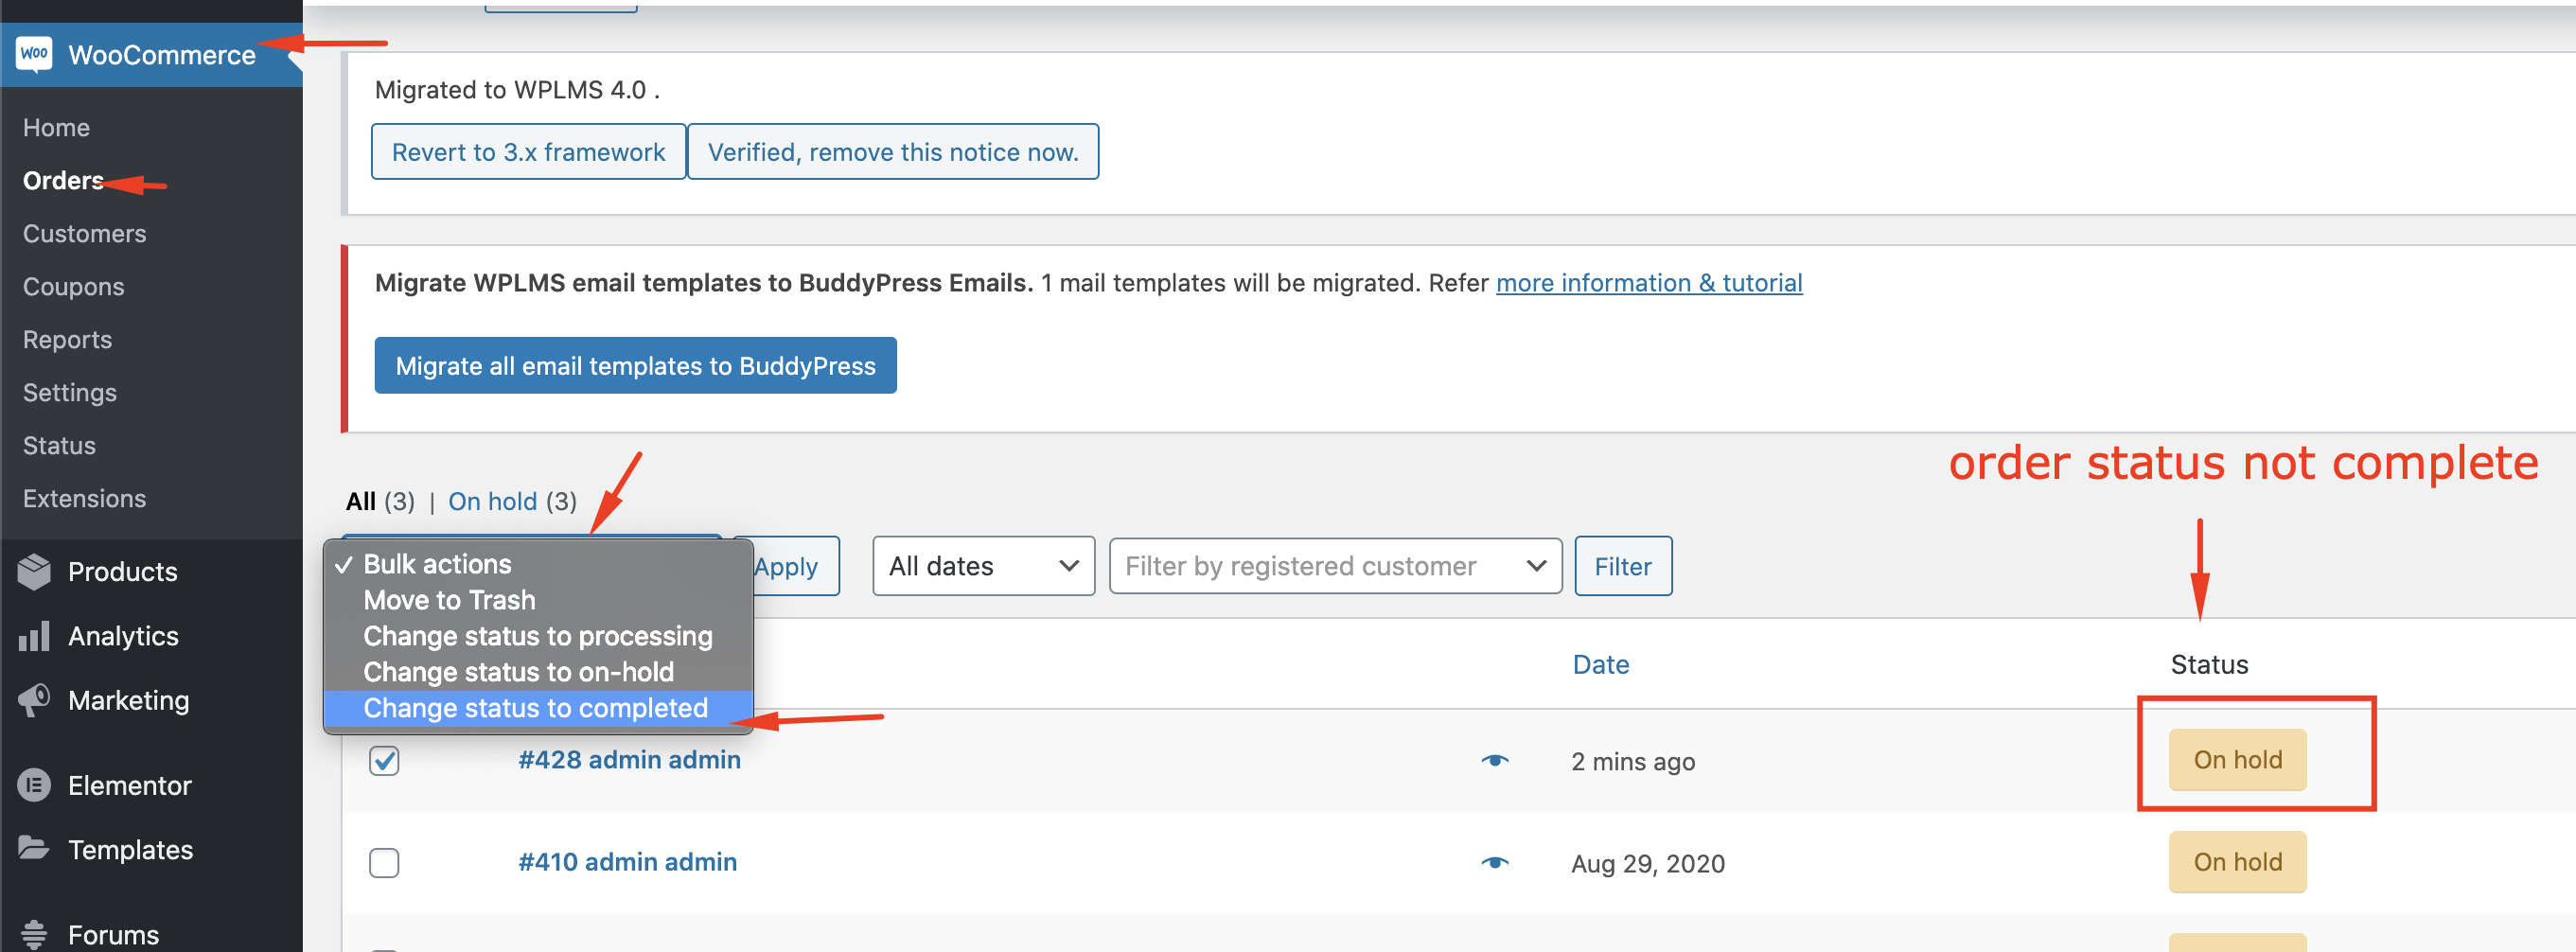 WOO WooCommerce
Home
Orders
Customers
Coupons
Reports
Settings
Status
Extensions
Products
Analytics
Marketing
Elementor
Templates
Forums
Migrated to WPLMS 4.0 .
Revert to 3.x framework Verified, remove this notice now.
Migrate WPLMS email templates to BuddyPress Emails. 1 mail templates will be migrated. Refer more information & tutorial
Migrate all email templates to BuddyPress
order status not complete
All (3) | On hold (3)
Bulk actions
Move to Trash
Change status to processing
Change status to on-hold
Change status to completed
Apply All dates Filter by registered customer Filter
Date Status
#428 admin admin 2 mins ago On hold
#410 admin admin Aug 29, 2020 On hold